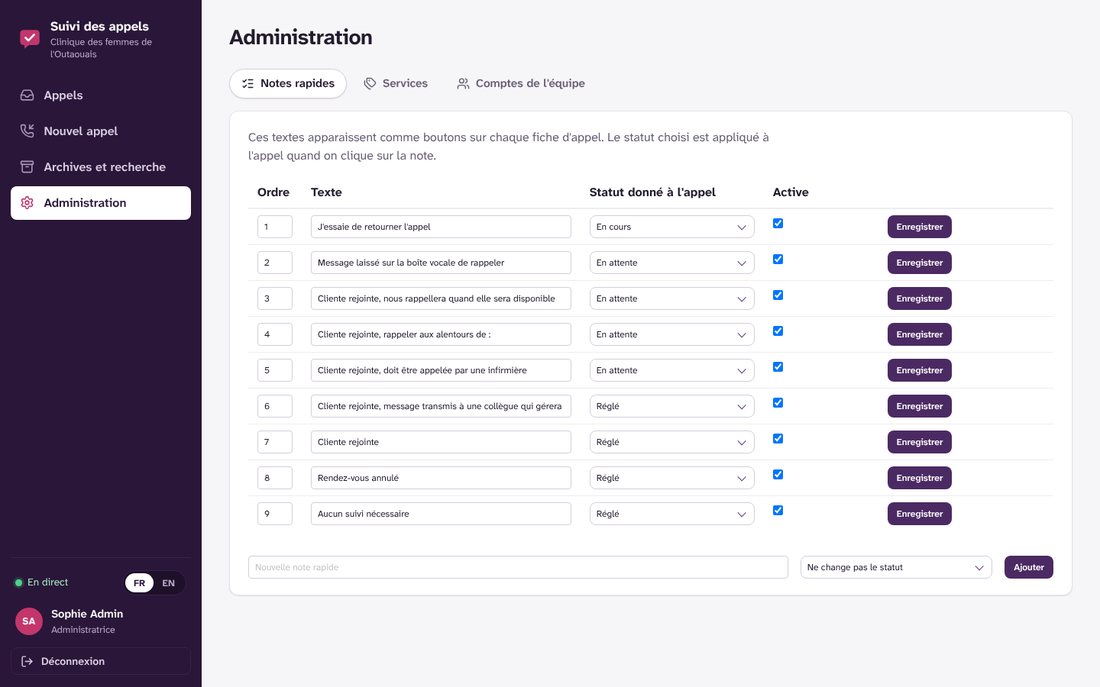 Suivi des appels
Clinique des femmes de
l'Outaouais
Appels
Nouvel appel
Archives et recherche
Administration
En direct
FR EN
SA
Sophie Admin
Administratrice
Déconnexion
Administration
Notes rapides Services Comptes de l'équipe
Ces textes apparaissent comme boutons sur chaque fiche d'appel. Le statut choisi est appliqué à
l'appel quand on clique sur la note.
Ordre Texte Statut donné à l'appel Active
1 J'essaie de retourner l'appel En cours Enregistrer
2 Message laissé sur la boîte vocale de rappeler En attente Enregistrer
3 Cliente rejointe, nous rappellera quand elle sera disponible En attente Enregistrer
4 Cliente rejointe, rappeler aux alentours de : En attente Enregistrer
5 Cliente rejointe, doit être appelée par une infirmière En attente Enregistrer
6 Cliente rejointe, message transmis à une collègue qui gérera Réglé Enregistrer
7 Cliente rejointe Réglé Enregistrer
8 Rendez-vous annulé Réglé Enregistrer
9 Aucun suivi nécessaire Réglé Enregistrer
Nouvelle note rapide Ne change pas le statut Ajouter